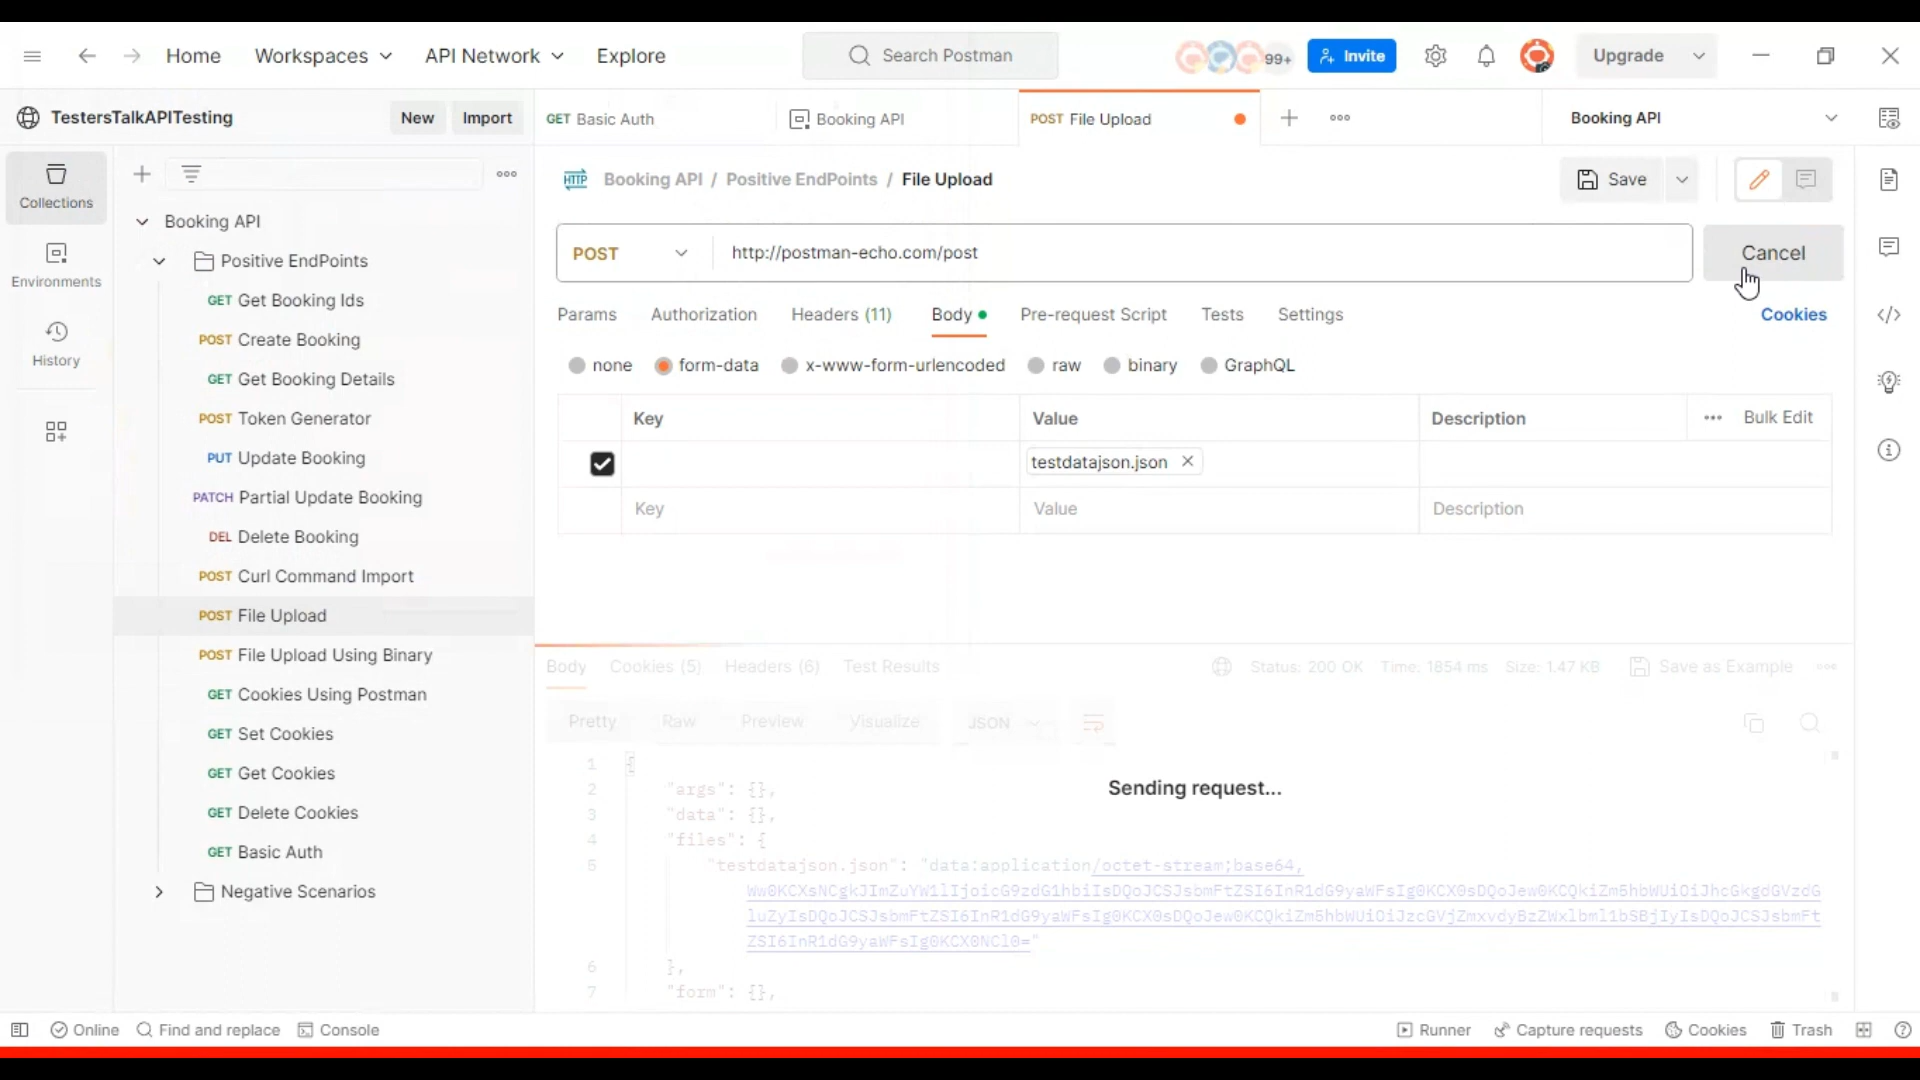 Home Workspaces API Network Explore Search Postman 99+ Invite Upgrade
TestersTalkAPITesting New Import GET Basic Auth Booking API POST File Upload Booking API
Collections
Environments
History
Booking API
Positive EndPoints
GET Get Booking Ids
POST Create Booking
GET Get Booking Details
POST Token Generator
PUT Update Booking
PATCH Partial Update Booking
DEL Delete Booking
POST Curl Command Import
POST File Upload
POST File Upload Using Binary
GET Cookies Using Postman
GET Set Cookies
GET Get Cookies
GET Delete Cookies
GET Basic Auth
Negative Scenarios
HTTP Booking API / Positive EndPoints / File Upload Save
POST http://postman-echo.com/post Cancel
Params Authorization Headers (11) Body Pre-request Script Tests Settings Cookies
none form-data x-www-form-urlencoded raw binary GraphQL
Key Value Description Bulk Edit
testdatajson.json
Key Value Description
Body Cookies (5) Headers (6) Test Results Status: 200 OK Time: 1854 ms Size: 1.47 KB Save as Example
Pretty Raw Preview Visualize JSON
Sending request...
1 {
2 "args": {},
3 "data": {},
4 "files": {
5 "testdatajson.json": "data:application/octet-stream;base64,
6 },
7 "form": {},
Online Find and replace Console Runner Capture requests Cookies Trash